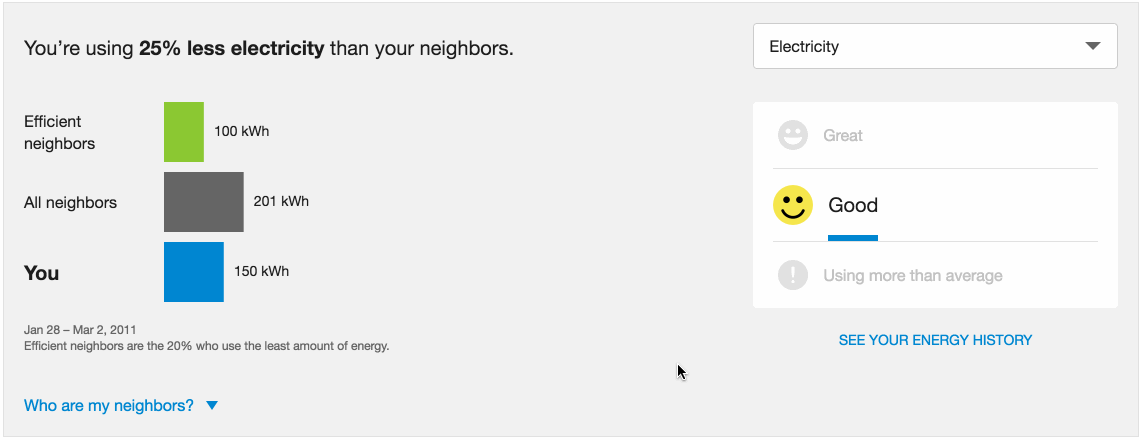 You’re using 25% less electricity than your neighbors.
Electricity
Efficient
neighbors
100 kWh
All neighbors
201 kWh
You
150 kWh
Jan 28 – Mar 2, 2011
Efficient neighbors are the 20% who use the least amount of energy.
Who are my neighbors?
Great
Good
Using more than average
SEE YOUR ENERGY HISTORY